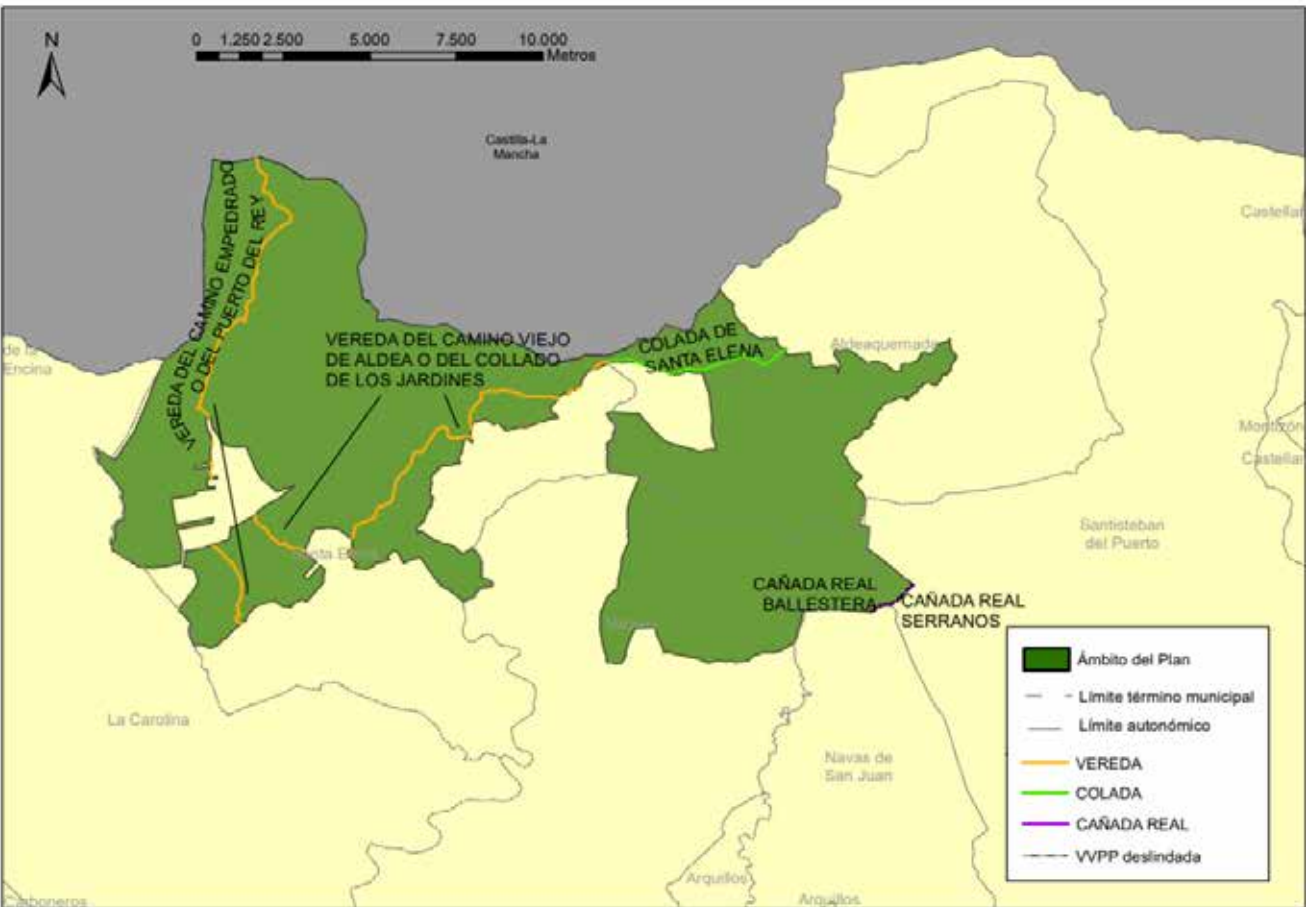 N
0 1.250 2.500 5.000 7.500 10.000
Metros
Castilla-La
Mancha
Castellar
VEREDA DEL CAMINO EMPEDRADO
O DEL PUERTO DEL REY
VEREDA DEL CAMINO VIEJO
DE ALDEA O DEL COLLADO
DE LOS JARDINES
COLADA DE
SANTA ELENA
Aldeaquemada
de la
Encina
Montizón
Castellar
Santisteban
del Puerto
CAÑADA REAL
BALLESTERA
CAÑADA REAL
SERRANOS
La Carolina
Navas de
San Juan
Arquillos
Arquillos
Carboneros
Ámbito del Plan
Límite término municipal
Límite autonómico
VEREDA
COLADA
CAÑADA REAL
VVPP deslindada